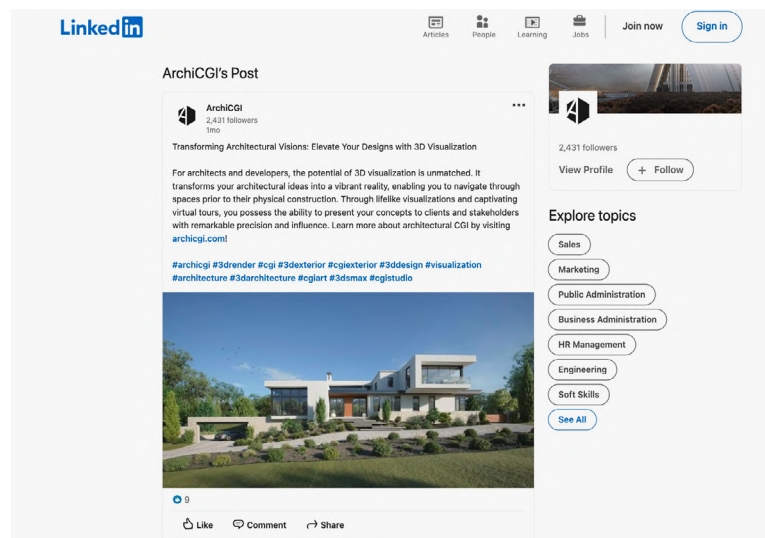 Linked in
Articles
People
Learning
Jobs
Join now
Sign in
ArchiCGI's Post
ArchiCGI
2,431 followers
1mo
Transforming Architectural Visions: Elevate Your Designs with 3D Visualization
For architects and developers, the potential of 3D visualization is unmatched. It
transforms your architectural ideas into a vibrant reality, enabling you to navigate through
spaces prior to their physical construction. Through lifelike visualizations and captivating
virtual tours, you possess the ability to present your concepts to clients and stakeholders
with remarkable precision and influence. Learn more about architectural CGI by visiting
archicgi.com!
#archicgi #3drender #cgi #3dexterior #cgiexterior #3ddesign #visualization
#architecture #3darchitecture #cgiart #3dsmax #cgistudio
9
Like
Comment
Share
2,431 followers
View Profile
+ Follow
Explore topics
Sales
Marketing
Public Administration
Business Administration
HR Management
Engineering
Soft Skills
See All